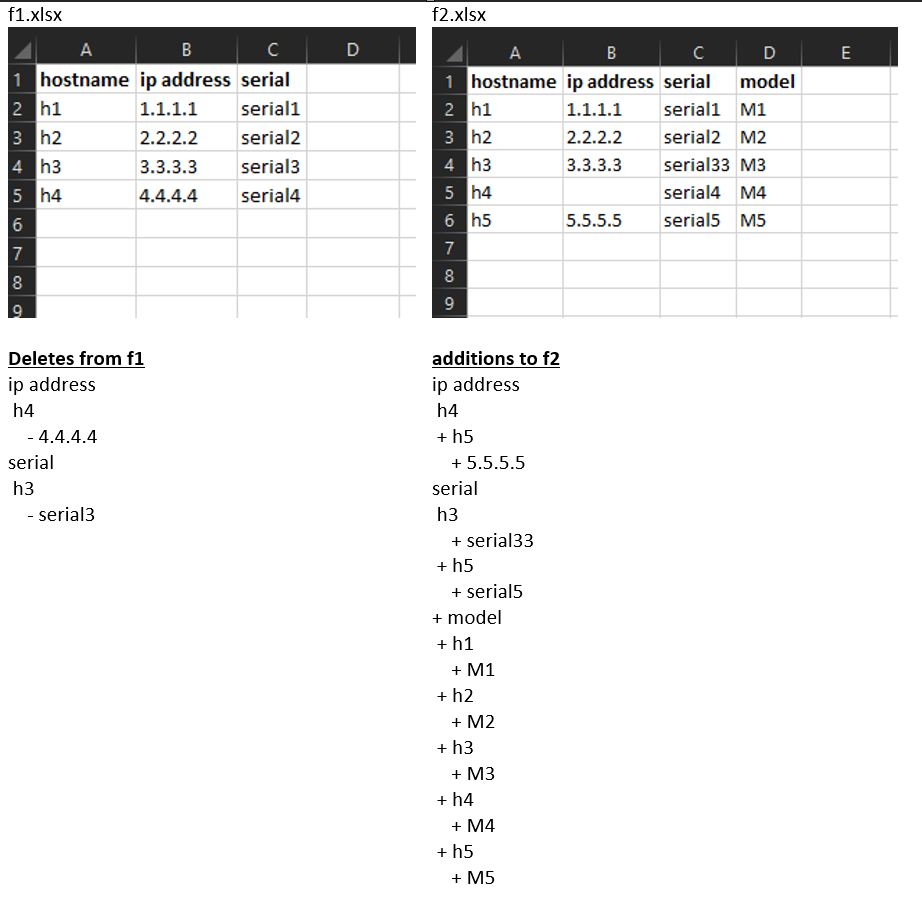 f1.xlsx
A B C D
1 hostname ip address serial
2 h1 1.1.1.1 serial1
3 h2 2.2.2.2 serial2
4 h3 3.3.3.3 serial3
5 h4 4.4.4.4 serial4
6
7
8
9
Deletes from f1
ip address
h4
- 4.4.4.4
serial
h3
- serial3
f2.xlsx
A B C D E
1 hostname ip address serial model
2 h1 1.1.1.1 serial1 M1
3 h2 2.2.2.2 serial2 M2
4 h3 3.3.3.3 serial33 M3
5 h4 serial4 M4
6 h5 5.5.5.5 serial5 M5
7
8
9
additions to f2
ip address
h4
+ h5
+ 5.5.5.5
serial
h3
+ serial33
+ h5
+ serial5
+ model
+ h1
+ M1
+ h2
+ M2
+ h3
+ M3
+ h4
+ M4
+ h5
+ M5